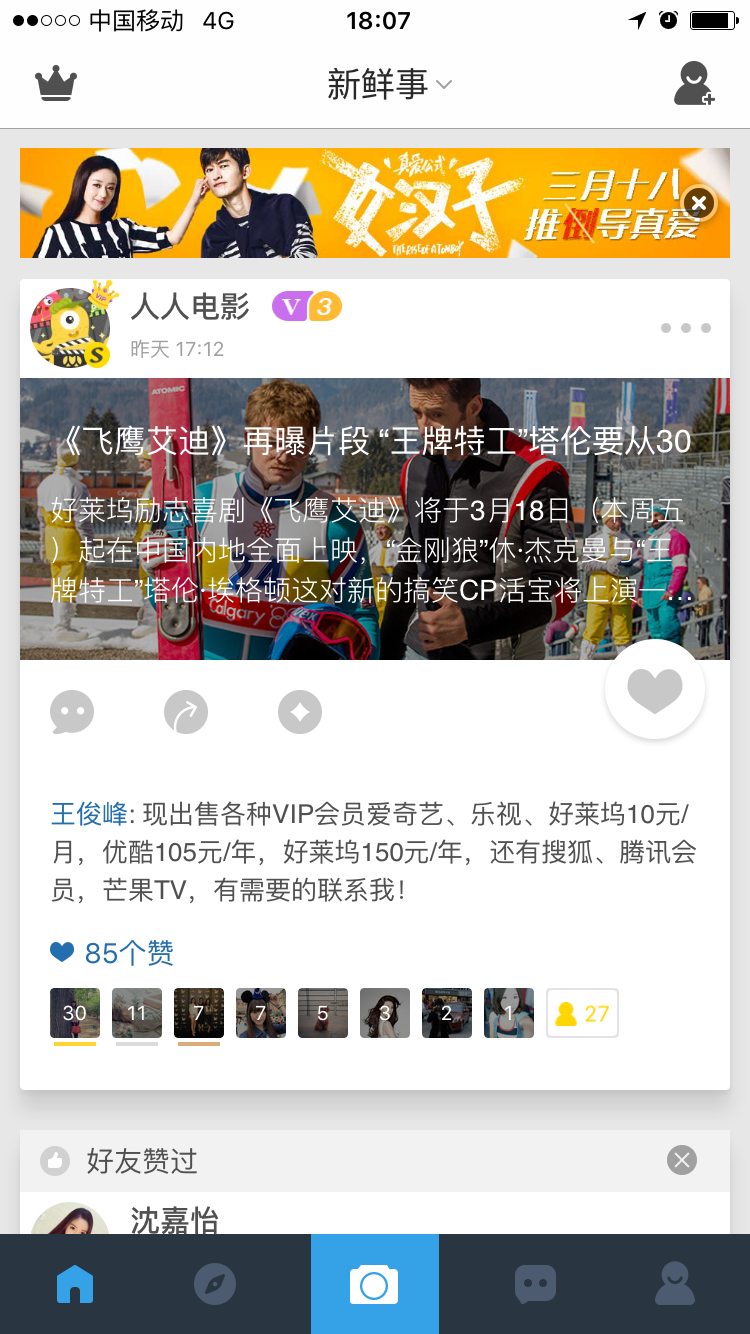 中国移动 4G 18:07
新鲜事
真爱公式
女汉子
THE RISE OF A TOMBOY
三月十八
推倒导真爱
VIP
S
人人电影 V 3
昨天 17:12
ATOMIC
《飞鹰艾迪》再曝片段 “王牌特工”塔伦要从30
好莱坞励志喜剧《飞鹰艾迪》将于3月18日（本周五
）起在中国内地全面上映，“金刚狼”休·杰克曼与“王
牌特工”塔伦·埃格顿这对新的搞笑CP活宝将上演一…
Calgary
王俊峰: 现出售各种VIP会员爱奇艺、乐视、好莱坞10元/
月，优酷105元/年，好莱坞150元/年，还有搜狐、腾讯会
员，芒果TV，有需要的联系我！
85个赞
30 11 7 7 5 3 2 1 27
好友赞过
沈嘉怡